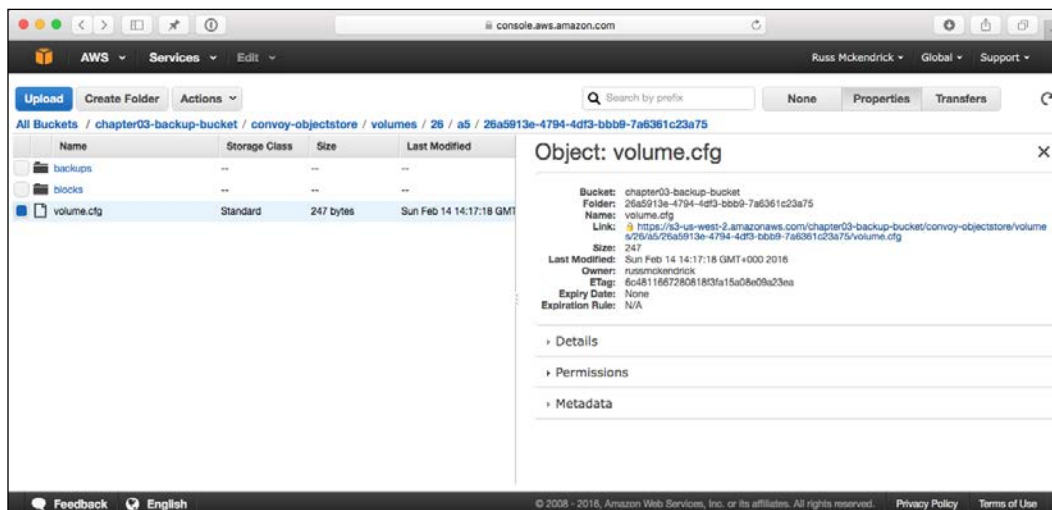 console.aws.amazon.com
AWS Services Edit Russ Mckendrick Global Support
Upload Create Folder Actions Search by prefix None Properties Transfers
All Buckets / chapter03-backup-bucket / convoy-objectstore / volumes / 26 / a5 / 26a5913e-4794-4df3-bbb9-7a6361c23a75
Name Storage Class Size Last Modified
backups -- -- --
blocks -- -- --
volume.cfg Standard 247 bytes Sun Feb 14 14:17:18 GMT
Object: volume.cfg
Bucket: chapter03-backup-bucket
Folder: 26a5913e-4794-4df3-bbb9-7a6361c23a75
Name: volume.cfg
Link: https://s3-us-west-2.amazonaws.com/chapter03-backup-bucket/convoy-objectstore/volume
s/26/a5/26a5913e-4794-4df3-bbb9-7a6361c23a75/volume.cfg
Size: 247
Last Modified: Sun Feb 14 14:17:18 GMT+000 2016
Owner: russmckendrick
ETag: 6c4811667280818f3fa15a08e09a23ea
Expiry Date: None
Expiration Rule: N/A
Details
Permissions
Metadata
Feedback English © 2008 - 2016, Amazon Web Services, Inc. or its affiliates. All rights reserved. Privacy Policy Terms of Use